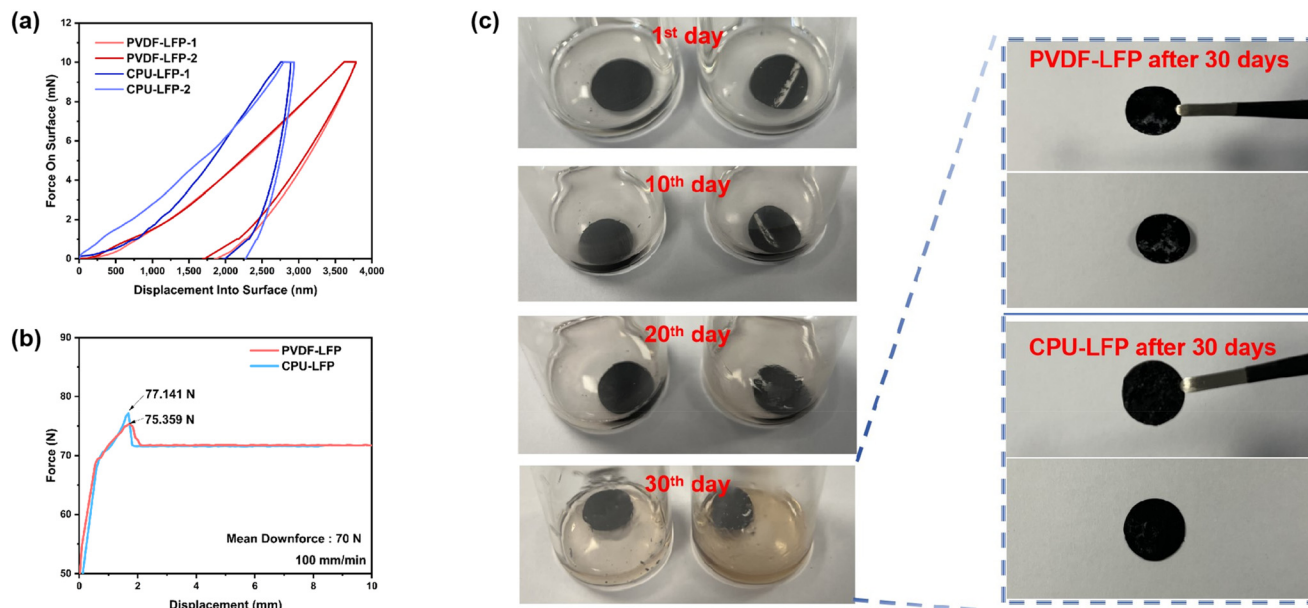 (a)
PVDF-LFP-1
PVDF-LFP-2
CPU-LFP-1
CPU-LFP-2
12
10
8
6
4
2
0
0 500 1,000 1,500 2,000 2,500 3,000 3,500 4,000
Force On Surface (mN)
Displacement Into Surface (nm)
(b)
PVDF-LFP
CPU-LFP
77.141 N
75.359 N
90
80
70
60
50
0 2 4 6 8 10
Force (N)
Mean Downforce : 70 N
100 mm/min
Displacement (mm)
(c)
1st day
10th day
20th day
30th day
PVDF-LFP after 30 days
CPU-LFP after 30 days